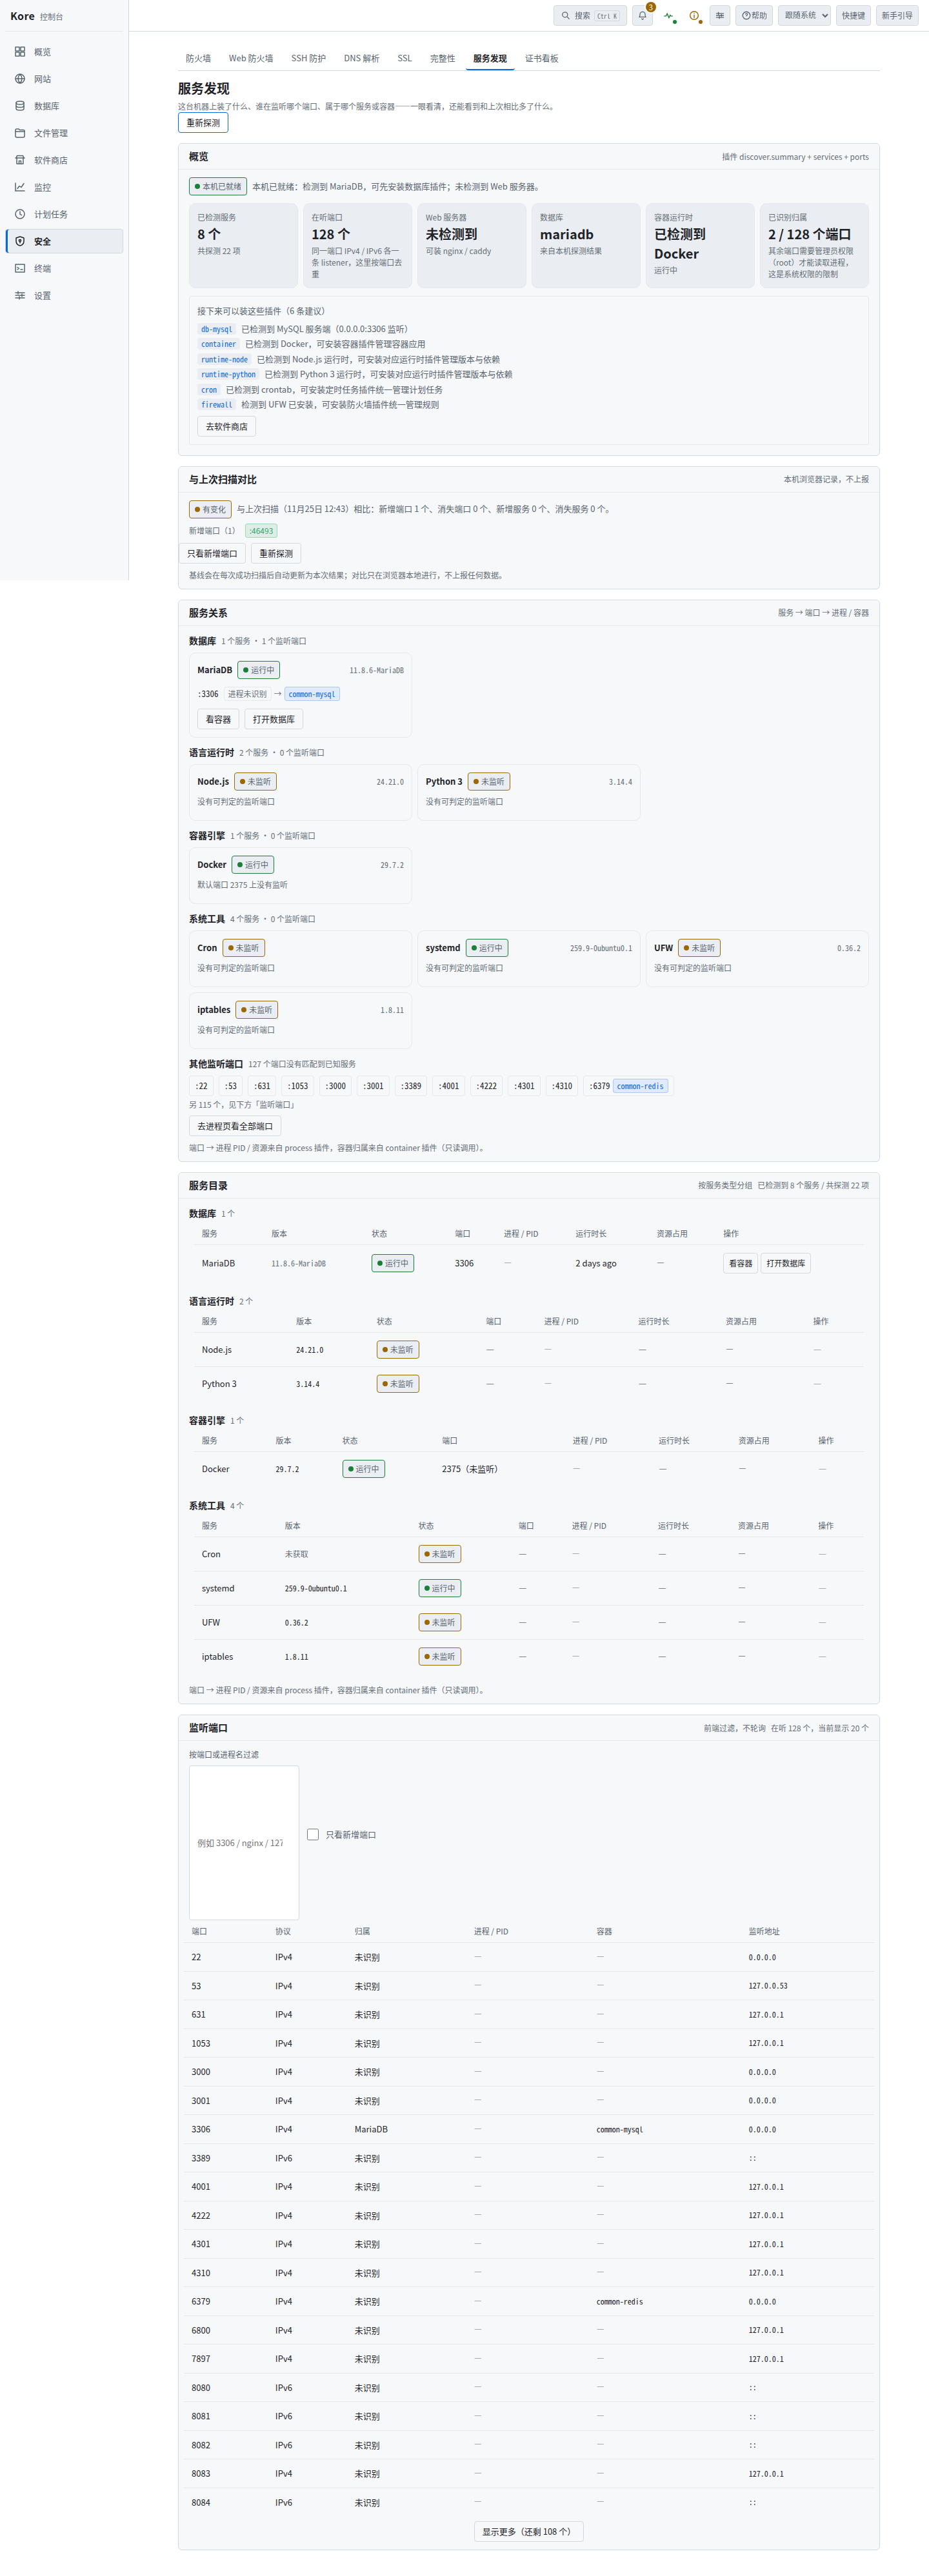 Kore 控制台
搜索 Ctrl K
3
帮助
跟随系统
快捷键
新手引导
概览
网站
数据库
文件管理
软件商店
监控
计划任务
安全
终端
设置
防火墙 Web 防火墙 SSH 防护 DNS 解析 SSL 完整性 服务发现 证书看板
服务发现
这台机器上装了什么、谁在监听哪个端口、属于哪个服务或容器——一眼看清，还能看到和上次相比多了什么。
重新探测
概览 插件 discover.summary + services + ports
本机已就绪 本机已就绪：检测到 MariaDB，可先安装数据库插件；未检测到 Web 服务器。
已检测服务
8 个
共探测 22 项
在听端口
128 个
同一端口 IPv4 / IPv6 各一
条 listener，这里按端口去
重
Web 服务器
未检测到
可装 nginx / caddy
数据库
mariadb
来自本机探测结果
容器运行时
已检测到
Docker
运行中
已识别归属
2 / 128 个端口
其余端口需要管理员权限
（root）才能读取进程，
这是系统权限的限制
接下来可以装这些插件（6 条建议）
db-mysql 已检测到 MySQL 服务端（0.0.0.0:3306 监听）
container 已检测到 Docker，可安装容器插件管理容器应用
runtime-node 已检测到 Node.js 运行时，可安装对应运行时插件管理版本与依赖
runtime-python 已检测到 Python 3 运行时，可安装对应运行时插件管理版本与依赖
cron 已检测到 crontab，可安装定时任务插件统一管理计划任务
firewall 检测到 UFW 已安装，可安装防火墙插件统一管理规则
去软件商店
与上次扫描对比 本机浏览器记录，不上报
有变化 与上次扫描（11月25日 12:43）相比：新增端口 1 个、消失端口 0 个、新增服务 0 个、消失服务 0 个。
新增端口（1） :46493
只看新增端口 重新探测
基线会在每次成功扫描后自动更新为本次结果；对比只在浏览器本地进行，不上报任何数据。
服务关系 服务 → 端口 → 进程 / 容器
数据库 1 个服务 · 1 个监听端口
MariaDB 运行中 11.8.6-MariaDB
:3306 进程未识别 → common-mysql
看容器 打开数据库
语言运行时 2 个服务 · 0 个监听端口
Node.js 未监听 24.21.0
没有可判定的监听端口
Python 3 未监听 3.14.4
没有可判定的监听端口
容器引擎 1 个服务 · 0 个监听端口
Docker 运行中 29.7.2
默认端口 2375 上没有监听
系统工具 4 个服务 · 0 个监听端口
Cron 未监听
没有可判定的监听端口
systemd 运行中 259.9-0ubuntu0.1
没有可判定的监听端口
UFW 未监听 0.36.2
没有可判定的监听端口
iptables 未监听 1.8.11
没有可判定的监听端口
其他监听端口 127 个端口没有匹配到已知服务
:22 :53 :631 :1053 :3000 :3001 :3389 :4001 :4222 :4301 :4310 :6379 common-redis
另 115 个，见下方「监听端口」
去进程页看全部端口
端口 → 进程 PID / 资源来自 process 插件，容器归属来自 container 插件（只读调用）。
服务目录 按服务类型分组 已检测到 8 个服务 / 共探测 22 项
数据库 1 个
服务 版本 状态 端口 进程 / PID 运行时长 资源占用 操作
MariaDB 11.8.6-MariaDB 运行中 3306 — 2 days ago — 看容器 打开数据库
语言运行时 2 个
服务 版本 状态 端口 进程 / PID 运行时长 资源占用 操作
Node.js 24.21.0 未监听 — — — — —
Python 3 3.14.4 未监听 — — — — —
容器引擎 1 个
服务 版本 状态 端口 进程 / PID 运行时长 资源占用 操作
Docker 29.7.2 运行中 2375（未监听） — — — —
系统工具 4 个
服务 版本 状态 端口 进程 / PID 运行时长 资源占用 操作
Cron 未获取 未监听 — — — — —
systemd 259.9-0ubuntu0.1 运行中 — — — — —
UFW 0.36.2 未监听 — — — — —
iptables 1.8.11 未监听 — — — — —
端口 → 进程 PID / 资源来自 process 插件，容器归属来自 container 插件（只读调用）。
监听端口 前端过滤，不轮询 在听 128 个，当前显示 20 个
按端口或进程名过滤
例如 3306 / nginx / 127
只看新增端口
端口 协议 归属 进程 / PID 容器 监听地址
22 IPv4 未识别 — — 0.0.0.0
53 IPv4 未识别 — — 127.0.0.53
631 IPv4 未识别 — — 127.0.0.1
1053 IPv4 未识别 — — 127.0.0.1
3000 IPv4 未识别 — — 0.0.0.0
3001 IPv4 未识别 — — 0.0.0.0
3306 IPv4 MariaDB — common-mysql 0.0.0.0
3389 IPv6 未识别 — — ::
4001 IPv4 未识别 — — 127.0.0.1
4222 IPv4 未识别 — — 127.0.0.1
4301 IPv4 未识别 — — 127.0.0.1
4310 IPv4 未识别 — — 127.0.0.1
6379 IPv4 未识别 — common-redis 0.0.0.0
6800 IPv4 未识别 — — 127.0.0.1
7897 IPv4 未识别 — — 127.0.0.1
8080 IPv6 未识别 — — ::
8081 IPv6 未识别 — — ::
8082 IPv6 未识别 — — ::
8083 IPv4 未识别 — — 127.0.0.1
8084 IPv6 未识别 — — ::
显示更多（还剩 108 个）